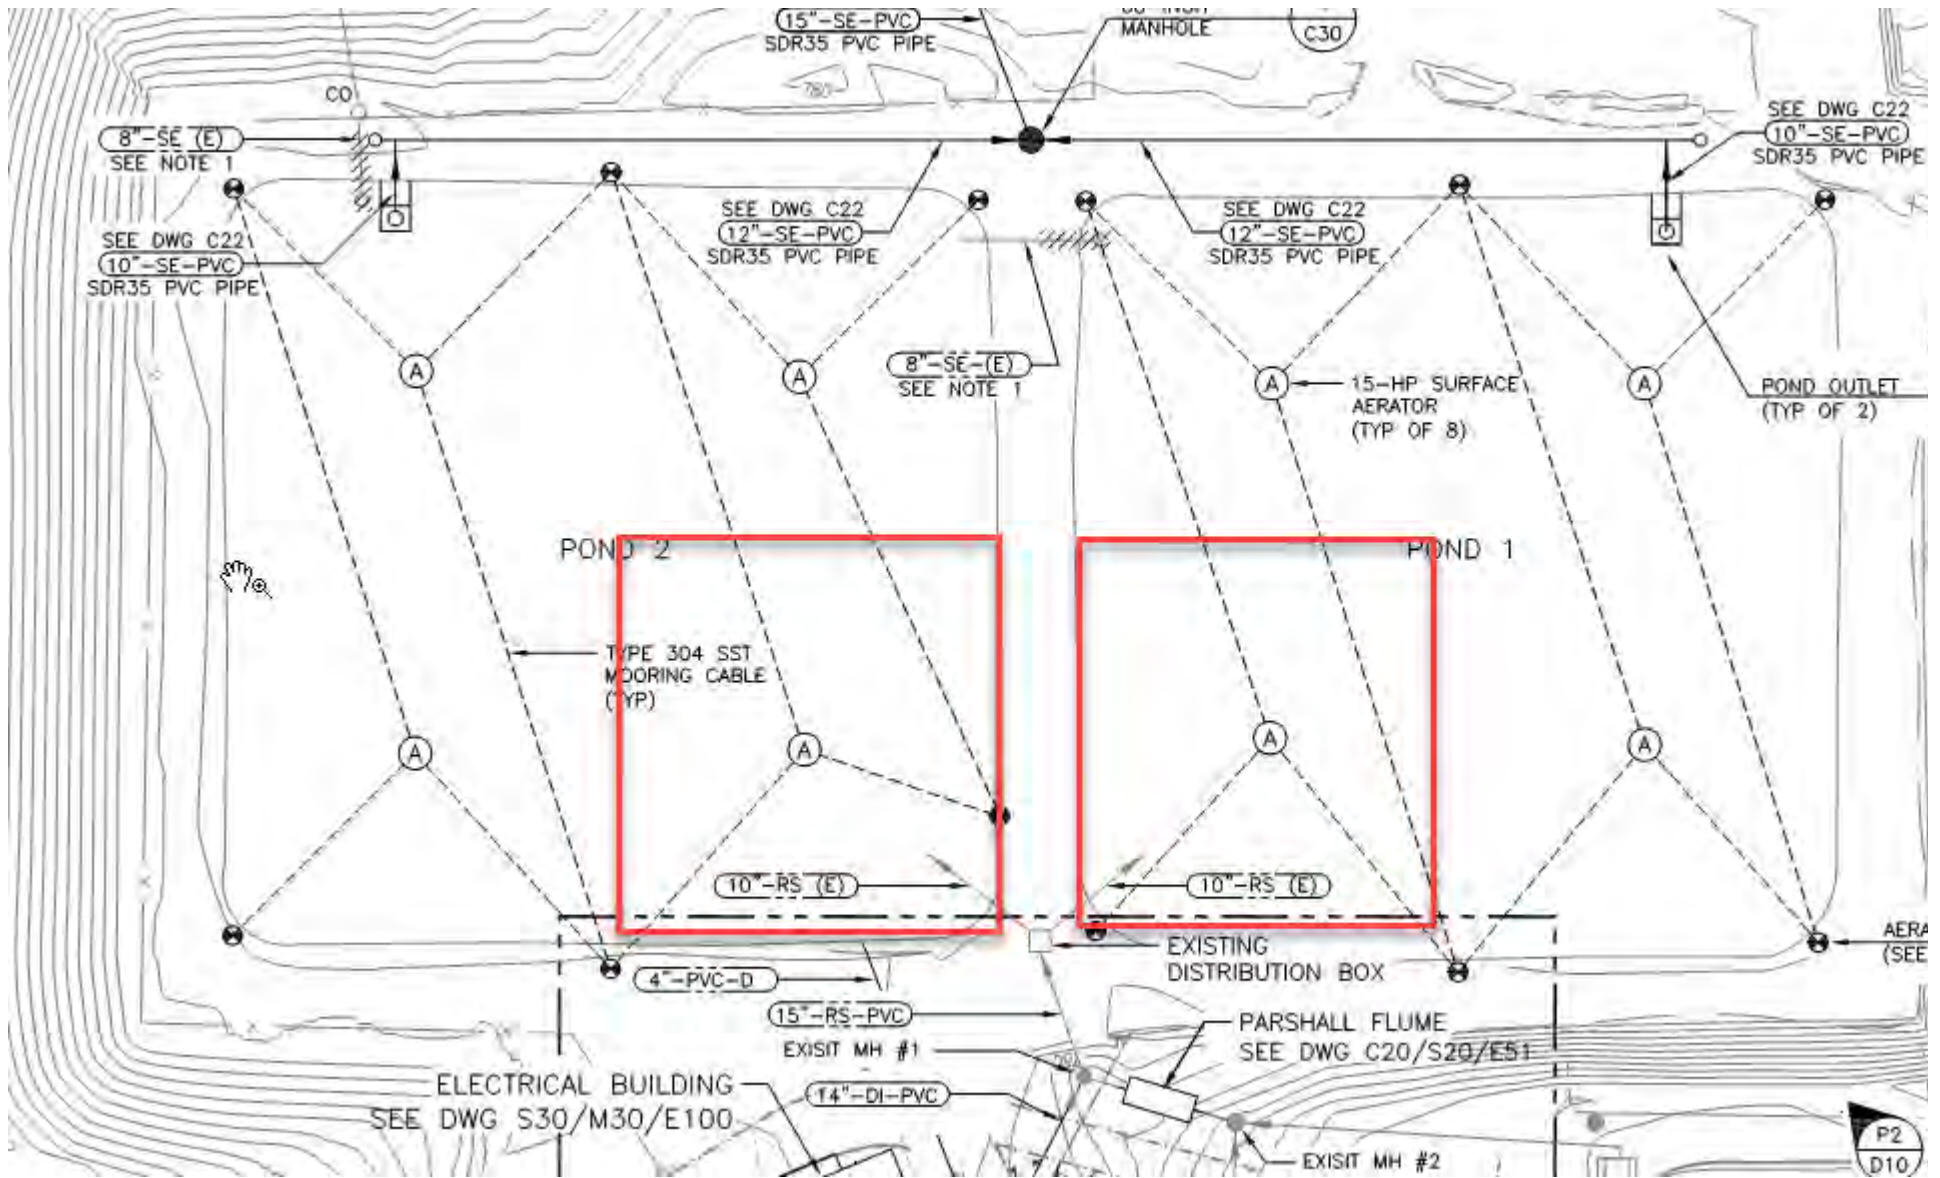 15"-SE-PVC
SDR35 PVC PIPE
MANHOLE
C30
CO
780
8"-SE (E)
SEE NOTE 1
SEE DWG C22
10"-SE-PVC
SDR35 PVC PIPE
SEE DWG C22
12"-SE-PVC
SDR35 PVC PIPE
SEE DWG C22
12"-SE-PVC
SDR35 PVC PIPE
SEE DWG C22
10"-SE-PVC
SDR35 PVC PIPE
A
A
A
A
8"-SE-(E)
SEE NOTE 1
15-HP SURFACE
AERATOR
(TYP OF 8)
POND OUTLET
(TYP OF 2)
POND 2
POND 1
TYPE 304 SST
MOORING CABLE
(TYP)
A
A
A
A
10"-RS (E)
10"-RS (E)
EXISTING
DISTRIBUTION BOX
AERA
(SEE
4"-PVC-D
15"-RS-PVC
EXISIT MH #1
PARSHALL FLUME
SEE DWG C20/S20/E51
ELECTRICAL BUILDING
SEE DWG S30/M30/E100
14"-DI-PVC
EXISIT MH #2
P2
D10